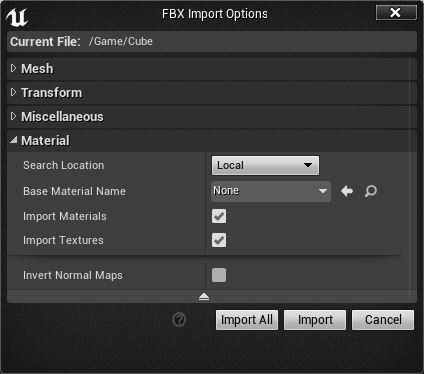 FBX Import Options
Current File: /Game/Cube
Mesh
Transform
Miscellaneous
Material
Search Location Local
Base Material Name None
Import Materials
Import Textures
Invert Normal Maps
? Import All Import Cancel